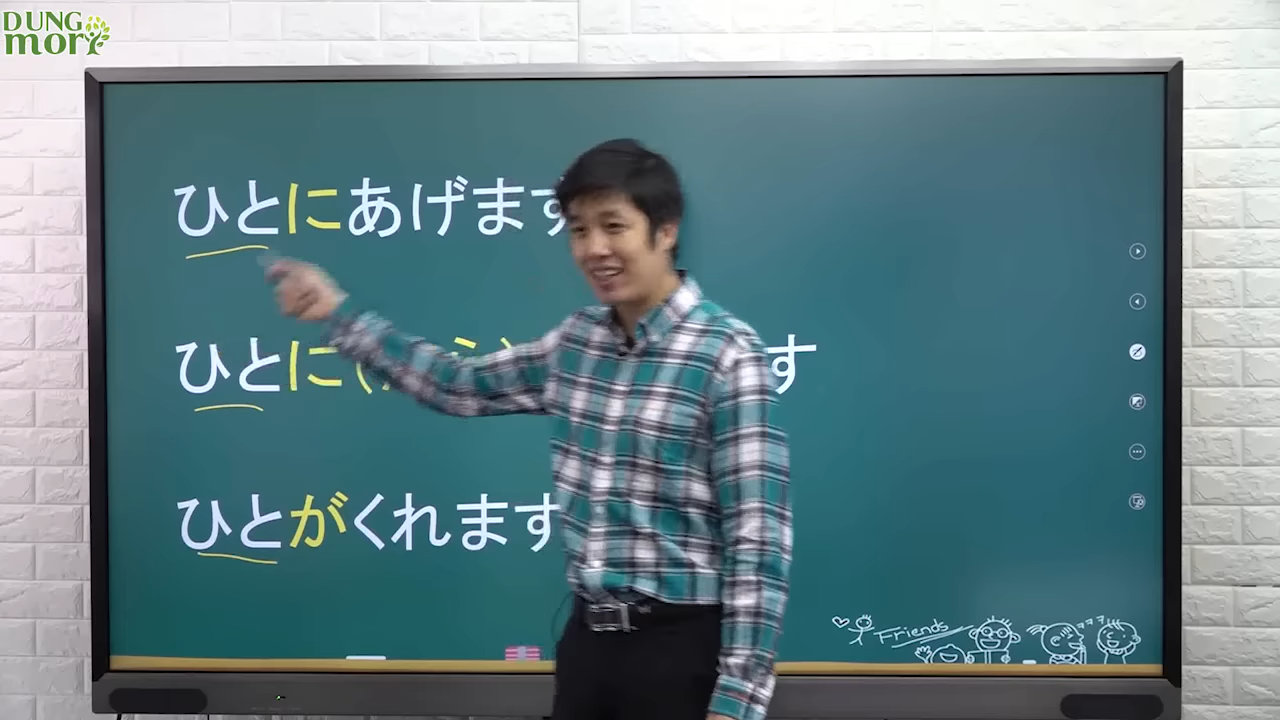 DUNG
mori
ひとにあげます
ひとに(　す
ひとがくれます
Friends